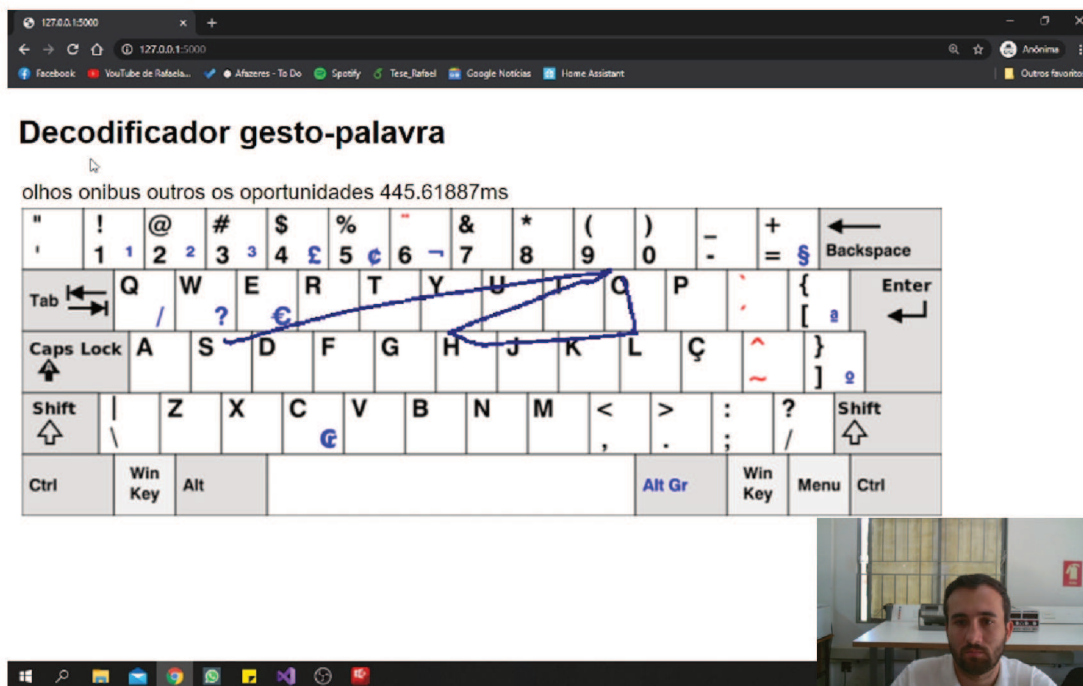 127.0.0.1:5000
127.0.0.1:5000 Anônima
Facebook YouTube de Rafaela... Afazeres - To Do Spotify Tese_Rafael Google Notícias Home Assistant Outros favoritos
Decodificador gesto-palavra
olhos onibus outros os oportunidades 445.61887ms
" ! @ # $ % ¨ & * ( ) _ +
' 1 ¹ 2 ² 3 ³ 4 £ 5 ¢ 6 ¬ 7 8 9 0 - = § Backspace
Tab Q / W ? E € R T Y U I O P ` ´ { [ ª Enter
Caps Lock A S D F G H J K L Ç ^ ~ } ] º
Shift | \ Z X C ₢ V B N M < , > . : ; ? / Shift
Ctrl Win Key Alt Alt Gr Win Key Menu Ctrl